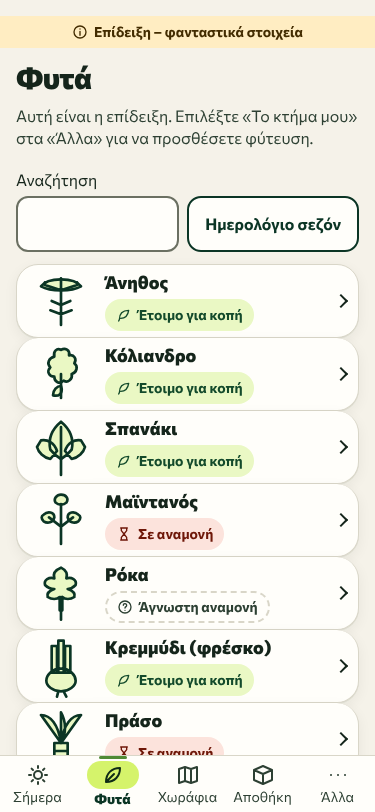 Επίδειξη – φανταστικά στοιχεία
Φυτά
Αυτή είναι η επίδειξη. Επιλέξτε «Το κτήμα μου»
στα «Άλλα» για να προσθέσετε φύτευση.
Αναζήτηση
Ημερολόγιο σεζόν
Άνηθος
Έτοιμο για κοπή
Κόλιανδρο
Έτοιμο για κοπή
Σπανάκι
Έτοιμο για κοπή
Μαϊντανός
Σε αναμονή
Ρόκα
Άγνωστη αναμονή
Κρεμμύδι (φρέσκο)
Έτοιμο για κοπή
Πράσο
Σε αναμονή
Σήμερα
Φυτά
Χωράφια
Αποθήκη
Άλλα